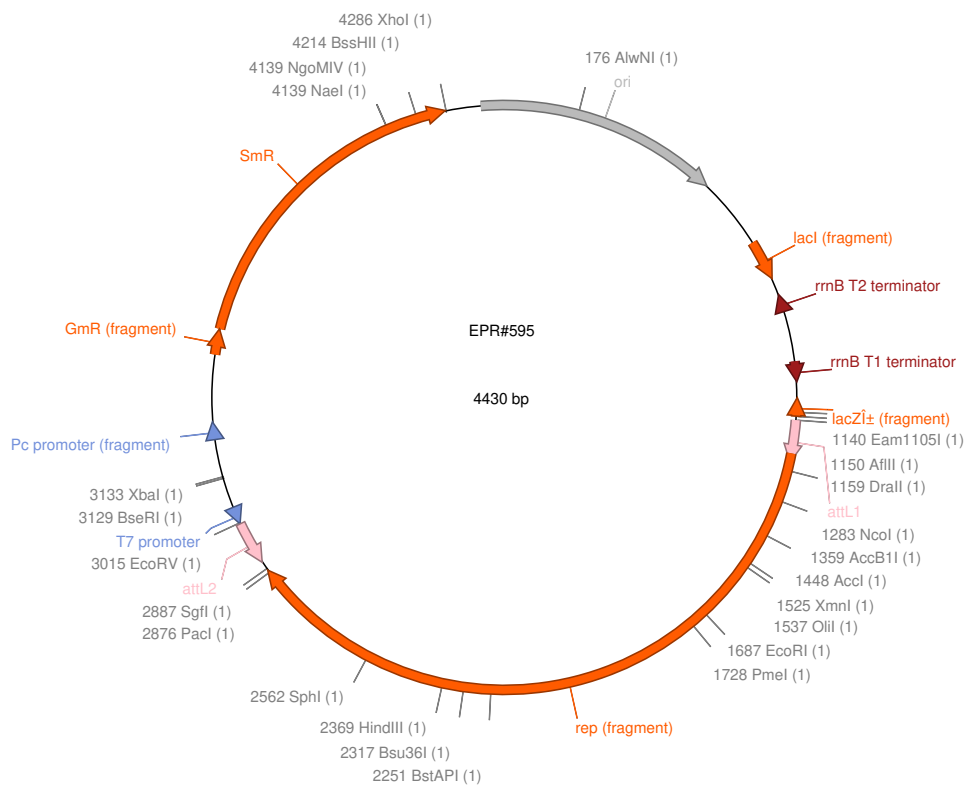 4286 XhoI (1)
4214 BssHII (1)
4139 NgoMIV (1)
4139 NaeI (1)
176 AlwNI (1)
ori
SmR
lacI (fragment)
rrnB T2 terminator
GmR (fragment)
EPR#595
4430 bp
rrnB T1 terminator
lacZÎ± (fragment)
Pc promoter (fragment)
1140 Eam1105I (1)
1150 AflII (1)
1159 DraII (1)
attL1
3133 XbaI (1)
3129 BseRI (1)
T7 promoter
3015 EcoRV (1)
attL2
2887 SgfI (1)
2876 PacI (1)
1283 NcoI (1)
1359 AccB1I (1)
1448 AccI (1)
1525 XmnI (1)
1537 OliI (1)
1687 EcoRI (1)
1728 PmeI (1)
2562 SphI (1)
2369 HindIII (1)
2317 Bsu36I (1)
2251 BstAPI (1)
rep (fragment)